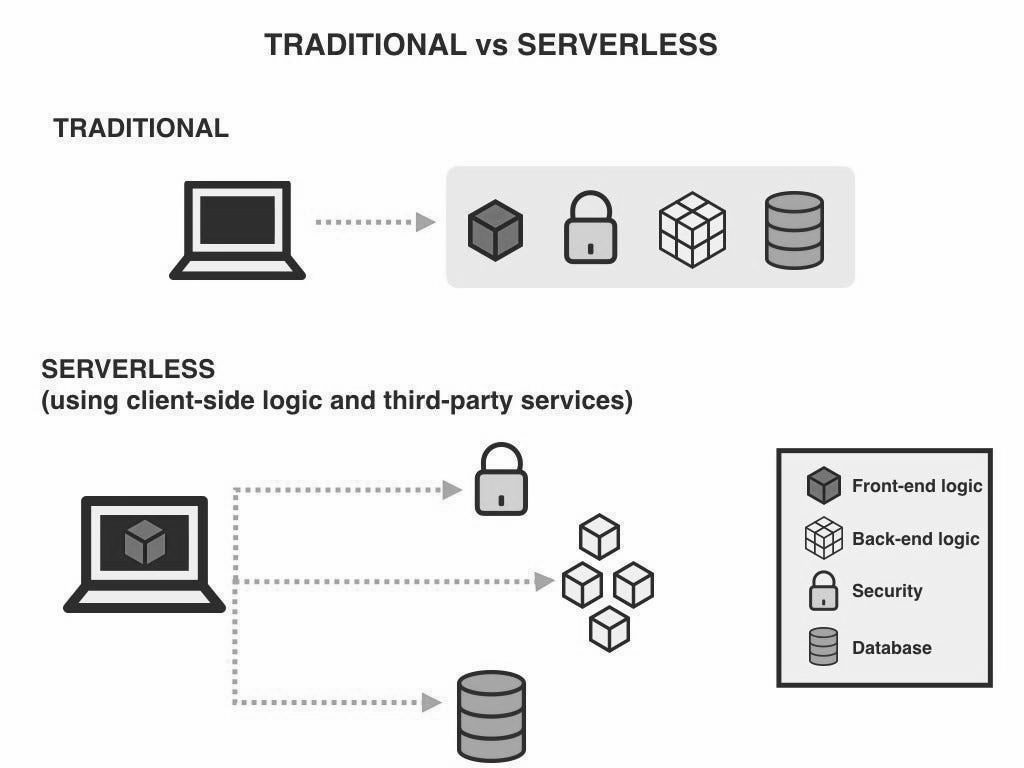 TRADITIONAL vs SERVERLESS
TRADITIONAL
SERVERLESS
(using client-side logic and third-party services)
Front-end logic
Back-end logic
Security
Database